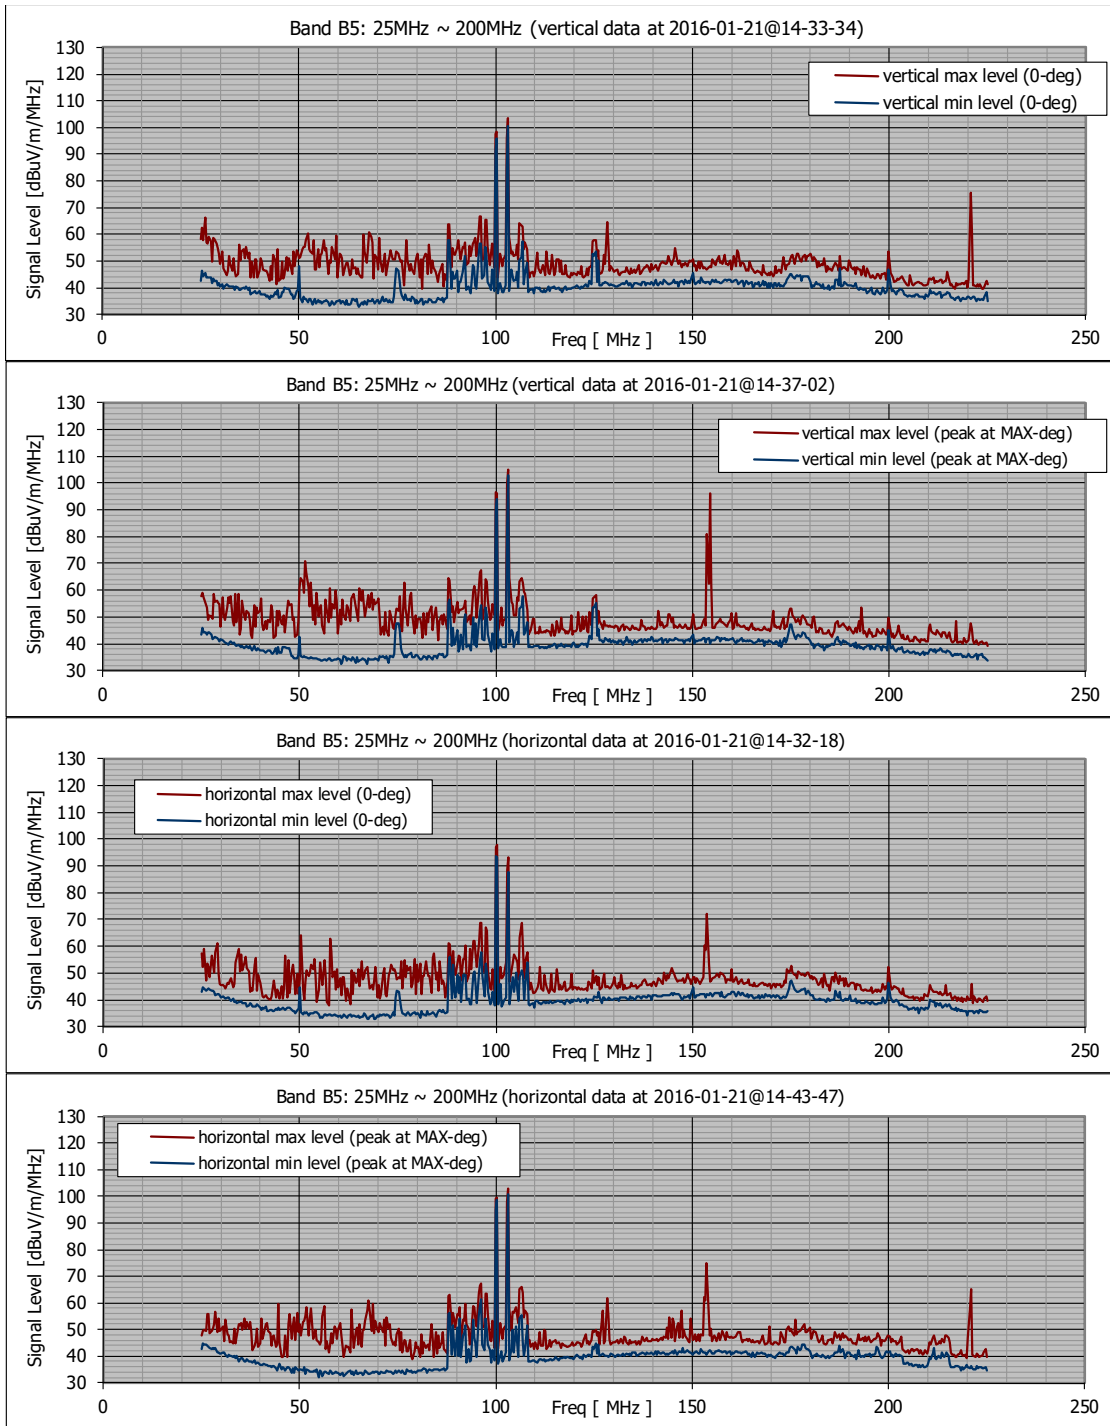 Band B5: 25MHz ~ 200MHz (vertical data at 2016-01-21@14-33-34)
130
120
110
100
90
80
70
60
50
40
30
Signal Level [dBuV/m/MHz]
vertical max level (0-deg)
vertical min level (0-deg)
0 50 100 150 200 250
Freq [ MHz ]
Band B5: 25MHz ~ 200MHz (vertical data at 2016-01-21@14-37-02)
130
120
110
100
90
80
70
60
50
40
30
Signal Level [dBuV/m/MHz]
vertical max level (peak at MAX-deg)
vertical min level (peak at MAX-deg)
0 50 100 150 200 250
Freq [ MHz ]
Band B5: 25MHz ~ 200MHz (horizontal data at 2016-01-21@14-32-18)
130
120
110
100
90
80
70
60
50
40
30
Signal Level [dBuV/m/MHz]
horizontal max level (0-deg)
horizontal min level (0-deg)
0 50 100 150 200 250
Freq [ MHz ]
Band B5: 25MHz ~ 200MHz (horizontal data at 2016-01-21@14-43-47)
130
120
110
100
90
80
70
60
50
40
30
Signal Level [dBuV/m/MHz]
horizontal max level (peak at MAX-deg)
horizontal min level (peak at MAX-deg)
0 50 100 150 200 250
Freq [ MHz ]